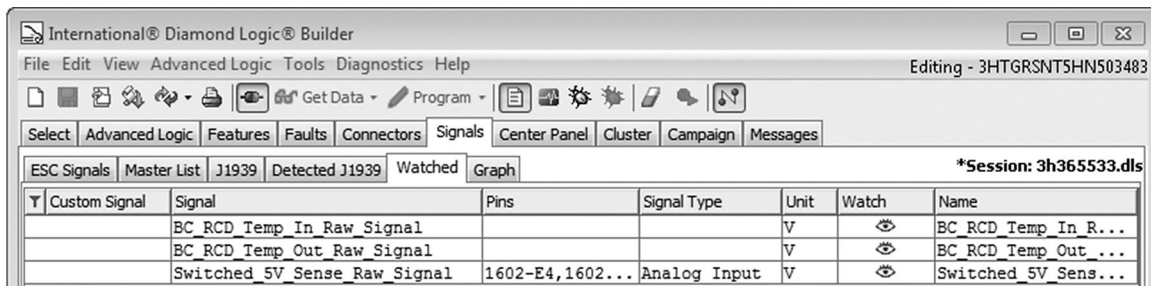 International® Diamond Logic® Builder
File Edit View Advanced Logic Tools Diagnostics Help Editing - 3HTGRSNT5HN503483
Get Data Program
Select Advanced Logic Features Faults Connectors Signals Center Panel Cluster Campaign Messages
ESC Signals Master List J1939 Detected J1939 Watched Graph *Session: 3h365533.dls
Custom Signal Signal Pins Signal Type Unit Watch Name
BC_RCD_Temp_In_Raw_Signal V BC_RCD_Temp_In_R...
BC_RCD_Temp_Out_Raw_Signal V BC_RCD_Temp_Out_...
Switched_5V_Sense_Raw_Signal 1602-E4,1602... Analog Input V Switched_5V_Sens...